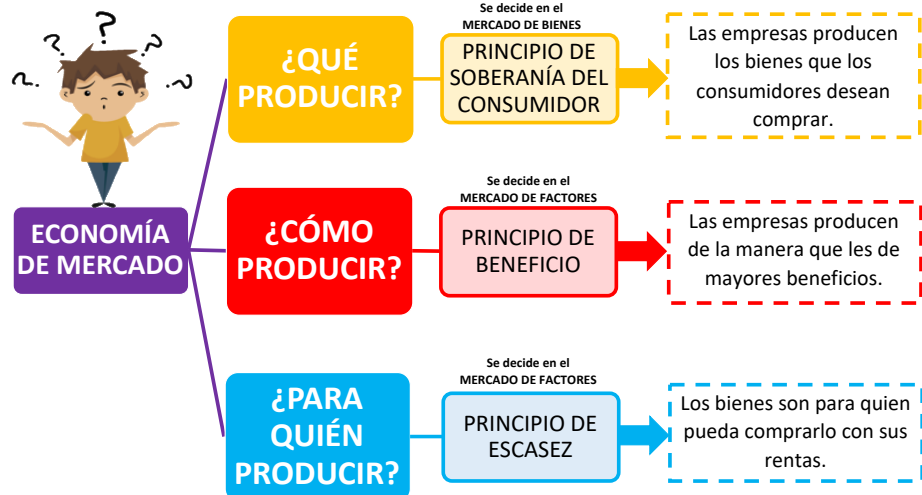 ? ? ? ? ?
ECONOMÍA
DE MERCADO
¿QUÉ
PRODUCIR?
Se decide en el
MERCADO DE BIENES
PRINCIPIO DE
SOBERANÍA DEL
CONSUMIDOR
Las empresas producen
los bienes que los
consumidores desean
comprar.
¿CÓMO
PRODUCIR?
Se decide en el
MERCADO DE FACTORES
PRINCIPIO DE
BENEFICIO
Las empresas producen
de la manera que les de
mayores beneficios.
¿PARA
QUIÉN
PRODUCIR?
Se decide en el
MERCADO DE FACTORES
PRINCIPIO DE
ESCASEZ
Los bienes son para quien
pueda comprarlo con sus
rentas.